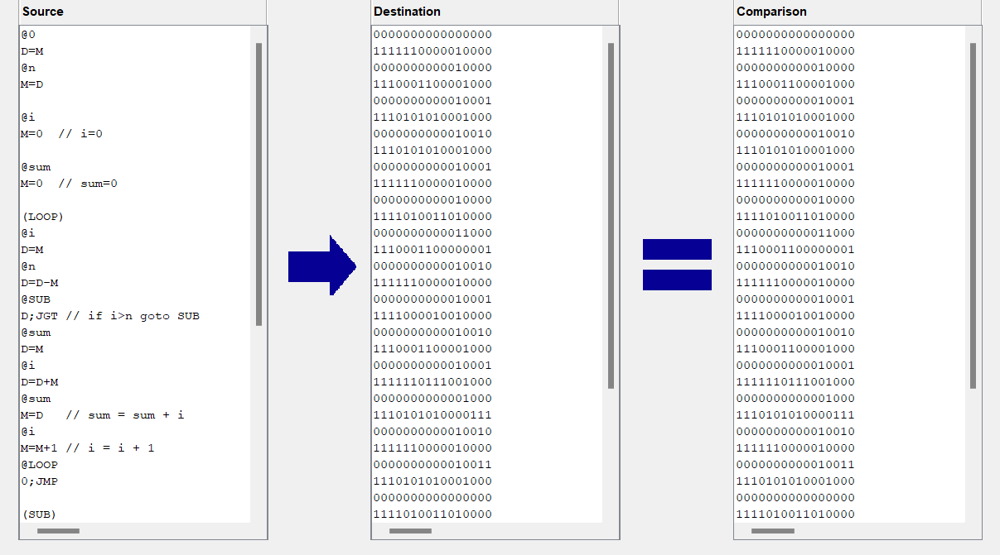 Source
@0
D=M
@n
M=D
@i
M=0  // i=0
@sum
M=0  // sum=0
(LOOP)
@i
D=M
@n
D=D-M
@SUB
D;JGT // if i>n goto SUB
@sum
D=M
@i
D=D+M
@sum
M=D   // sum = sum + i
@i
M=M+1 // i = i + 1
@LOOP
0;JMP
(SUB)
Destination
0000000000000000
1111110000010000
0000000000010000
1110001100001000
0000000000010001
1110101010001000
0000000000010010
1110101010001000
0000000000010001
1111110000010000
0000000000010000
1111010011010000
0000000000011000
1110001100000001
0000000000010010
1111110000010000
0000000000010001
1111000010010000
0000000000010010
1110001100001000
0000000000010001
1111110111001000
0000000000001000
1110101010000111
0000000000010010
1111110000010000
0000000000010011
1110101010001000
0000000000000000
1111010011010000
Comparison
0000000000000000
1111110000010000
0000000000010000
1110001100001000
0000000000010001
1110101010001000
0000000000010010
1110101010001000
0000000000010001
1111110000010000
0000000000010000
1111010011010000
0000000000011000
1110001100000001
0000000000010010
1111110000010000
0000000000010001
1111000010010000
0000000000010010
1110001100001000
0000000000010001
1111110111001000
0000000000001000
1110101010000111
0000000000010010
1111110000010000
0000000000010011
1110101010001000
0000000000000000
1111010011010000